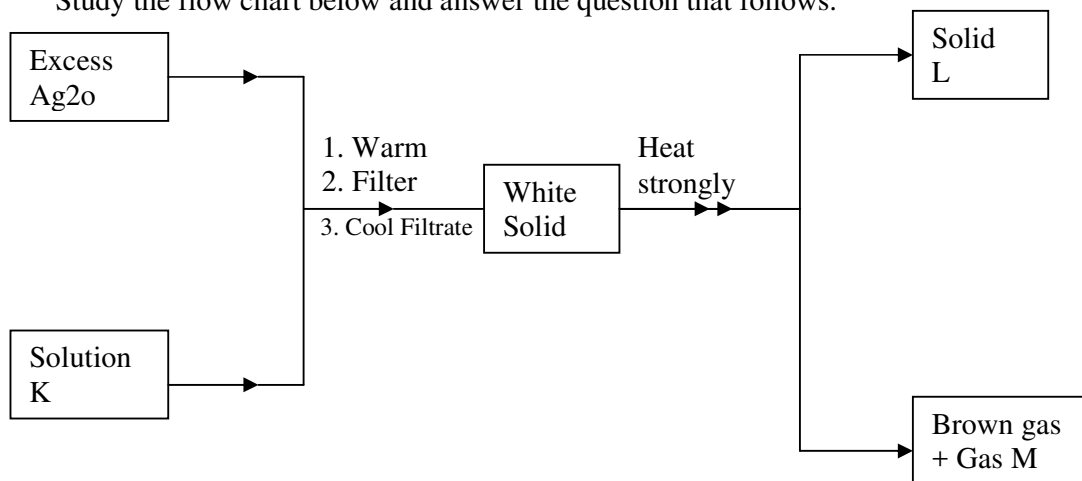 Study the flow chart below and answer the question that follows.
Excess
Ag2o
Solid
L
1. Warm
2. Filter
3. Cool Filtrate
White
Solid
Heat
strongly
Solution
K
Brown gas
+ Gas M